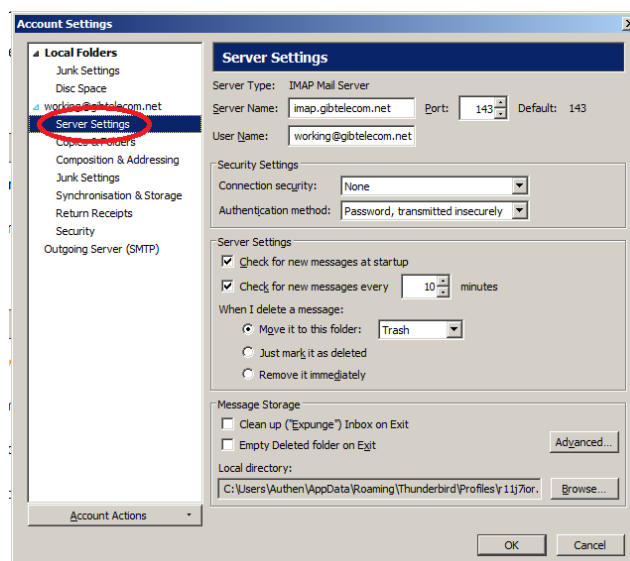 Account Settings
Local Folders
Junk Settings
Disc Space
working@gibtelecom.net
Server Settings
Copies & Folders
Composition & Addressing
Junk Settings
Synchronisation & Storage
Return Receipts
Security
Outgoing Server (SMTP)
Account Actions
Server Settings
Server Type: IMAP Mail Server
Server Name: imap.gibtelecom.net Port: 143 Default: 143
User Name: working@gibtelecom.net
Security Settings
Connection security: None
Authentication method: Password, transmitted insecurely
Server Settings
Check for new messages at startup
Check for new messages every 10 minutes
When I delete a message:
Move it to this folder: Trash
Just mark it as deleted
Remove it immediately
Message Storage
Clean up ("Expunge") Inbox on Exit
Empty Deleted folder on Exit
Advanced...
Local directory:
C:\Users\Authen\AppData\Roaming\Thunderbird\Profiles\r11j7ior. Browse...
OK Cancel